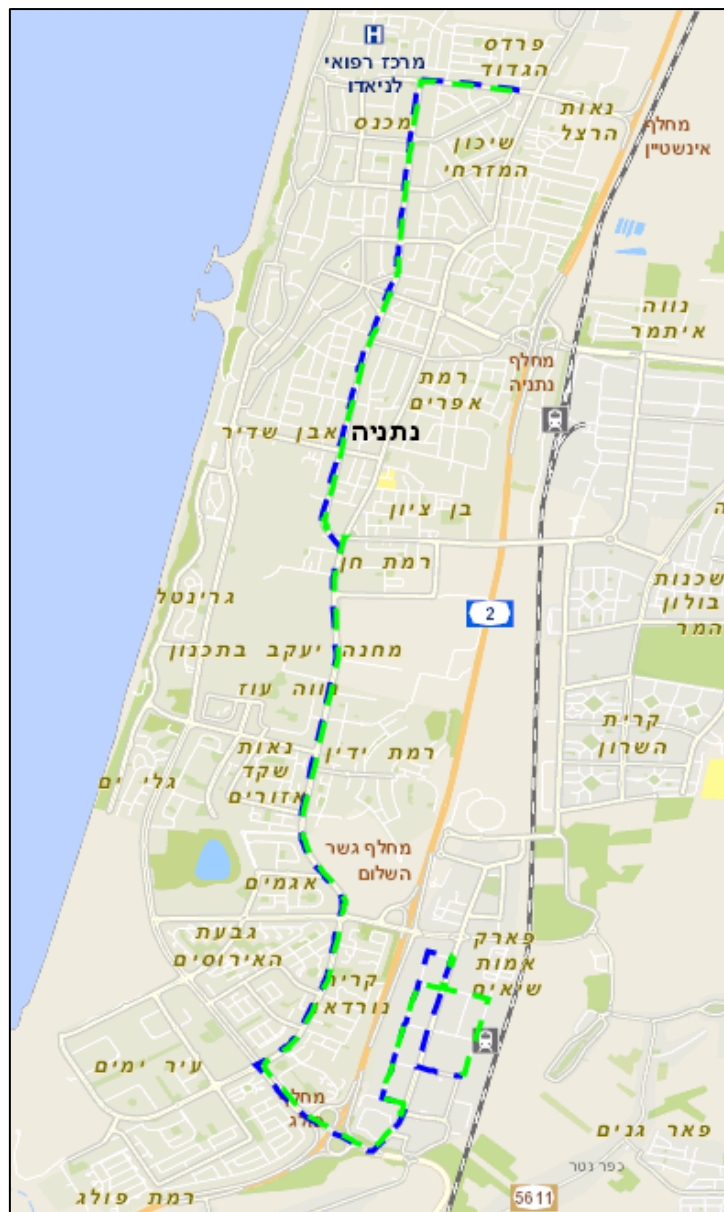 פרדס
הגדוד
H
מרכז רפואי
לניאדו
נאות
הרצל
מחלף
אינשטיין
מכנס
שיכון
המזרחי
נווה
איתמר
מחלף
נתניה
רמת
אפרים
אבן שדיר
נתניה
בן ציון
רמת חן
שכנות
בולון
המר
גרינטל
2
מחנה יעקב בתכנון
נווה עוז
קרית
השרון
נאות
שקד
אזורים
רמת ידין
גלי ים
מחלף גשר
השלום
אגמים
גבעת
האירוסים
פארק
אמות
שיאים
קרית
נורדאו
עיר ימים
מחלף
פולג
פאר גנים
כפר נטר
רמת פולג
5611